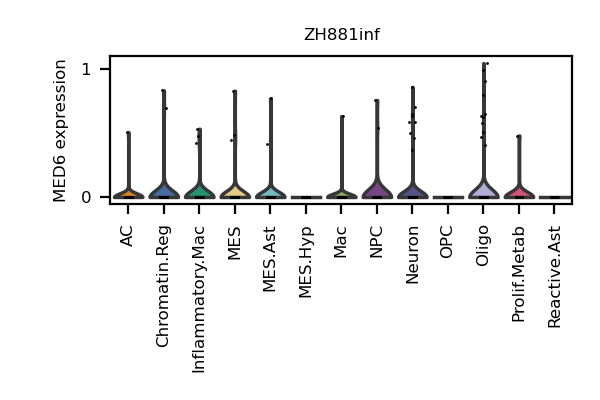 ZH881inf
MED6 expression
1
0
AC
Chromatin.Reg
Inflammatory.Mac
MES
MES.Ast
MES.Hyp
Mac
NPC
Neuron
OPC
Oligo
Prolif.Metab
Reactive.Ast